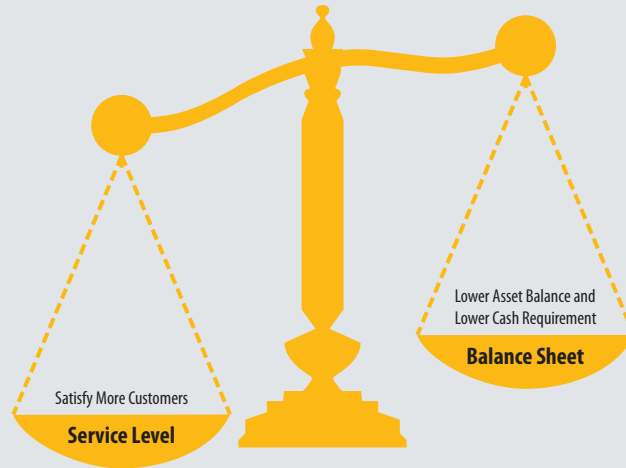 Lower Asset Balance and
Lower Cash Requirement
Balance Sheet
Satisfy More Customers
Service Level